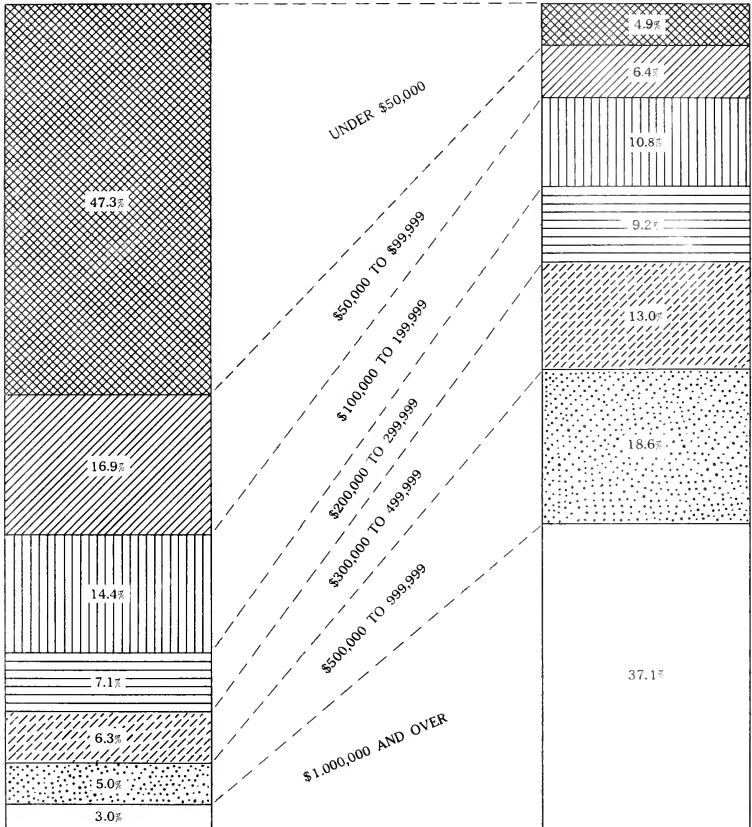 47.3%
16.9%
14.4%
7.1%
6.3%
5.0%
3.0%
UNDER $50,000
$50,000 TO $99,999
$100,000 TO 199,999
$200,000 TO 299,999
$300,000 TO 499,999
$500,000 TO 999,999
$1.000,000 AND OVER
4.9%
6.4%
10.8%
9.2%
13.0%
18.6%
37.1%